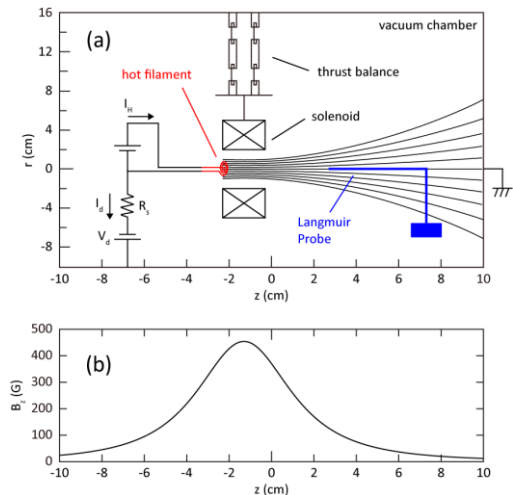 16
12
8
4
0
-4
-8
r (cm)
(a)
vacuum chamber
thrust balance
hot filament
solenoid
I_H
I_d
R_s
V_d
Langmuir
Probe
-10 -8 -6 -4 -2 0 2 4 6 8 10
z (cm)
500
400
300
200
100
0
B_z (G)
(b)
-10 -8 -6 -4 -2 0 2 4 6 8 10
z (cm)